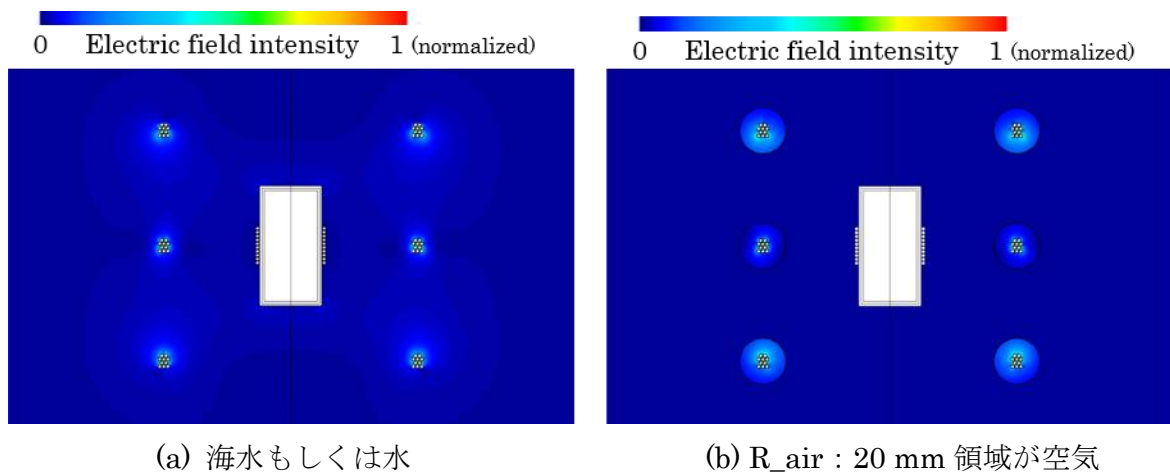 0 Electric field intensity 1 (normalized)
0 Electric field intensity 1 (normalized)
(a) 海水もしくは水
(b) R_air：20 mm 領域が空気